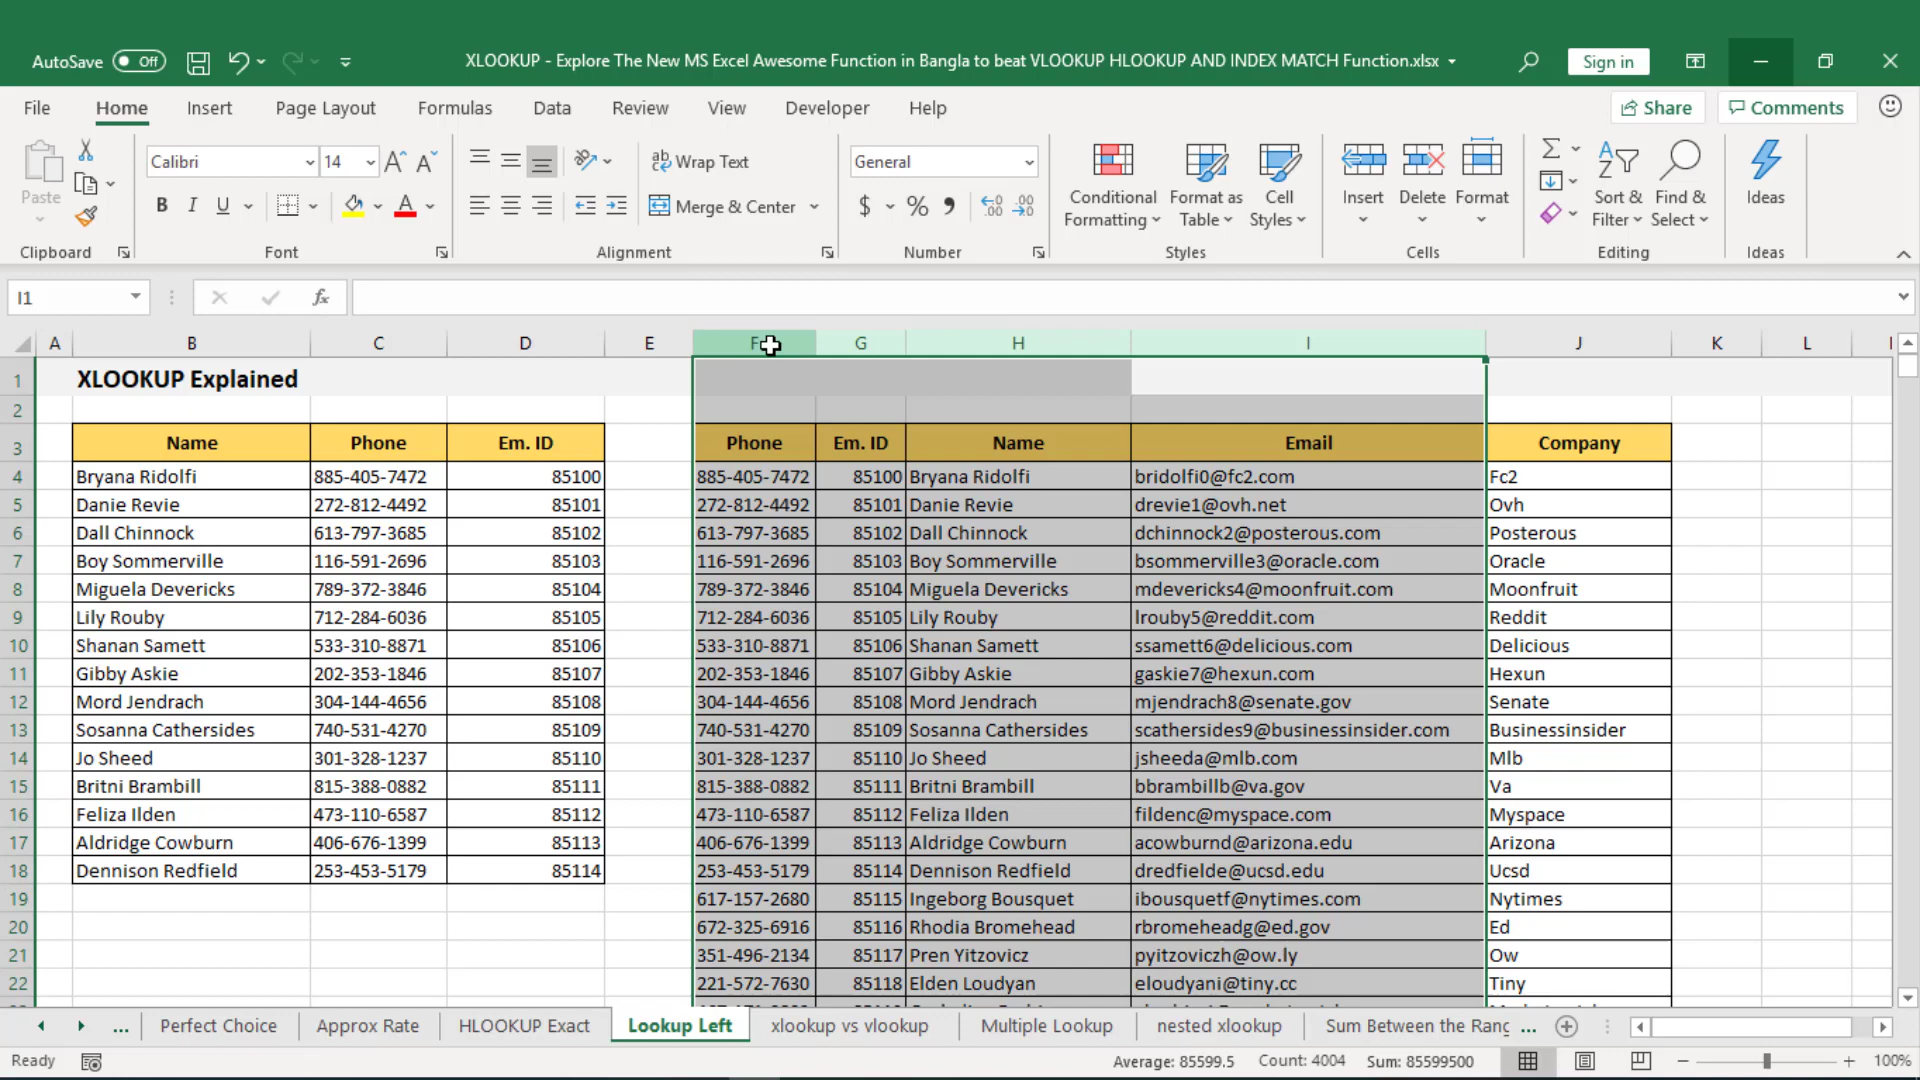 AutoSave Off XLOOKUP - Explore The New MS Excel Awesome Function in Bangla to beat VLOOKUP HLOOKUP AND INDEX MATCH Function.xlsx Sign in
File Home Insert Page Layout Formulas Data Review View Developer Help Share Comments
Paste Calibri 14 Wrap Text General
B I U Merge & Center $ % Conditional Formatting Format as Table Cell Styles Insert Delete Format Sort & Filter Find & Select Ideas
Clipboard Font Alignment Number Styles Cells Editing Ideas
I1 fx
A B C D E F G H I J K L
1 XLOOKUP Explained
2
3 Name Phone Em. ID Phone Em. ID Name Email Company
4 Bryana Ridolfi 885-405-7472 85100 885-405-7472 85100 Bryana Ridolfi bridolfi0@fc2.com Fc2
5 Danie Revie 272-812-4492 85101 272-812-4492 85101 Danie Revie drevie1@ovh.net Ovh
6 Dall Chinnock 613-797-3685 85102 613-797-3685 85102 Dall Chinnock dchinnock2@posterous.com Posterous
7 Boy Sommerville 116-591-2696 85103 116-591-2696 85103 Boy Sommerville bsommerville3@oracle.com Oracle
8 Miguela Devericks 789-372-3846 85104 789-372-3846 85104 Miguela Devericks mdevericks4@moonfruit.com Moonfruit
9 Lily Rouby 712-284-6036 85105 712-284-6036 85105 Lily Rouby lrouby5@reddit.com Reddit
10 Shanan Samett 533-310-8871 85106 533-310-8871 85106 Shanan Samett ssamett6@delicious.com Delicious
11 Gibby Askie 202-353-1846 85107 202-353-1846 85107 Gibby Askie gaskie7@hexun.com Hexun
12 Mord Jendrach 304-144-4656 85108 304-144-4656 85108 Mord Jendrach mjendrach8@senate.gov Senate
13 Sosanna Cathersides 740-531-4270 85109 740-531-4270 85109 Sosanna Cathersides scathersides9@businessinsider.com Businessinsider
14 Jo Sheed 301-328-1237 85110 301-328-1237 85110 Jo Sheed jsheeda@mlb.com Mlb
15 Britni Brambill 815-388-0882 85111 815-388-0882 85111 Britni Brambill bbrambillb@va.gov Va
16 Feliza Ilden 473-110-6587 85112 473-110-6587 85112 Feliza Ilden fildenc@myspace.com Myspace
17 Aldridge Cowburn 406-676-1399 85113 406-676-1399 85113 Aldridge Cowburn acowburnd@arizona.edu Arizona
18 Dennison Redfield 253-453-5179 85114 253-453-5179 85114 Dennison Redfield dredfielde@ucsd.edu Ucsd
19 617-157-2680 85115 Ingeborg Bousquet ibousquetf@nytimes.com Nytimes
20 672-325-6916 85116 Rhodia Bromehead rbromeheadg@ed.gov Ed
21 351-496-2134 85117 Pren Yitzovicz pyitzoviczh@ow.ly Ow
22 221-572-7630 85118 Elden Loudyan eloudyani@tiny.cc Tiny
... Perfect Choice Approx Rate HLOOKUP Exact Lookup Left xlookup vs vlookup Multiple Lookup nested xlookup Sum Between the Rang ...
Ready Average: 85599.5 Count: 4004 Sum: 85599500 100%